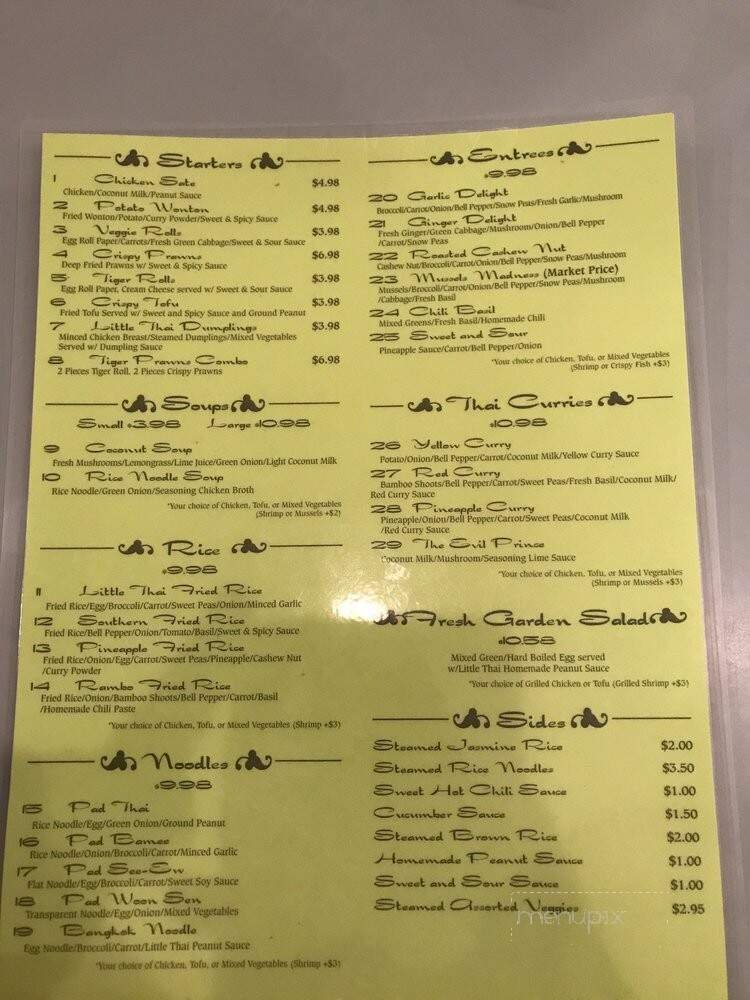 Starters
1 Chicken Sate $4.98
Chicken/Coconut Milk/Peanut Sauce
2 Potato Wonton $4.98
Fried Wonton/Potato/Curry Powder/Sweet & Spicy Sauce
3 Veggie Rolls $3.98
Egg Roll Paper/Carrots/Fresh Green Cabbage/Sweet & Sour Sauce
4 Crispy Prawns $6.98
Deep Fried Prawns w/ Sweet & Spicy Sauce
5 Tiger Rolls $3.98
Egg Roll Paper, Cream Cheese served w/ Sweet & Sour Sauce
6 Crispy Tofu $3.98
Fried Tofu Served w/ Sweet and Spicy Sauce and Ground Peanut
7 Little Thai Dumplings $3.98
Minced Chicken Breast/Steamed Dumplings/Mixed Vegetables
Served w/ Dumpling Sauce
8 Tiger Prawns Combo $6.98
2 Pieces Tiger Roll, 2 Pieces Crispy Prawns
Soups
Small $3.98 Large $10.98
9 Coconut Soup
Fresh Mushrooms/Lemongrass/Lime Juice/Green Onion/Light Coconut Milk
10 Rice Noodle Soup
Rice Noodle/Green Onion/Seasoning Chicken Broth
*Your choice of Chicken, Tofu, or Mixed Vegetables
(Shrimp or Mussels +$2)
Rice
$9.98
11 Little Thai Fried Rice
Fried Rice/Egg/Broccoli/Carrot/Sweet Peas/Onion/Minced Garlic
12 Southern Fried Rice
Fried Rice/Bell Pepper/Onion/Tomato/Basil/Sweet & Spicy Sauce
13 Pineapple Fried Rice
Fried Rice/Onion/Egg/Carrot/Sweet Peas/Pineapple/Cashew Nut
/Curry Powder
14 Rambo Fried Rice
Fried Rice/Onion/Bamboo Shoots/Bell Pepper/Carrot/Basil
/Homemade Chili Paste
*Your choice of Chicken, Tofu, or Mixed Vegetables (Shrimp +$3)
Noodles
$9.98
15 Pad Thai
Rice Noodle/Egg/Green Onion/Ground Peanut
16 Pad Bamee
Rice Noodle/Onion/Broccoli/Carrot/Minced Garlic
17 Pad See-Ew
Flat Noodle/Egg/Broccoli/Carrot/Sweet Soy Sauce
18 Pad Woon Sen
Transparent Noodle/Egg/Onion/Mixed Vegetables
19 Bangkok Noodle
Egg Noodle/Broccoli/Carrot/Little Thai Peanut Sauce
*Your choice of Chicken, Tofu, or Mixed Vegetables (Shrimp +$3)
Entrees
$9.98
20 Garlic Delight
Broccoli/Carrot/Onion/Bell Pepper/Snow Peas/Fresh Garlic/Mushroom
21 Ginger Delight
Fresh Ginger/Green Cabbage/Mushroom/Onion/Bell Pepper
/Carrot/Snow Peas
22 Roasted Cashew Nut
Cashew Nut/Broccoli/Carrot/Onion/Bell Pepper/Snow Peas/Mushroom
23 Mussels Madness (Market Price)
Mussels/Broccoli/Carrot/Onion/Bell Pepper/Snow Peas/Mushroom
/Cabbage/Fresh Basil
24 Chili Basil
Mixed Greens/Fresh Basil/Homemade Chili
25 Sweet and Sour
Pineapple Sauce/Carrot/Bell Pepper/Onion
*Your choice of Chicken, Tofu, or Mixed Vegetables
(Shrimp or Crispy Fish +$3)
Thai Curries
$10.98
26 Yellow Curry
Potato/Onion/Bell Pepper/Carrot/Coconut Milk/Yellow Curry Sauce
27 Red Curry
Bamboo Shoots/Bell Pepper/Carrot/Sweet Peas/Fresh Basil/Coconut Milk/
Red Curry Sauce
28 Pineapple Curry
Pineapple/Onion/Bell Pepper/Carrot/Sweet Peas/Coconut Milk
/Red Curry Sauce
29 The Evil Prince
Coconut Milk/Mushroom/Seasoning Lime Sauce
*Your choice of Chicken, Tofu, or Mixed Vegetables
(Shrimp or Mussels +$3)
Fresh Garden Salad
$10.58
Mixed Green/Hard Boiled Egg served
w/Little Thai Homemade Peanut Sauce
*Your choice of Grilled Chicken or Tofu (Grilled Shrimp +$3)
Sides
Steamed Jasmine Rice $2.00
Steamed Rice Noodles $3.50
Sweet Hot Chili Sauce $1.00
Cucumber Sauce $1.50
Steamed Brown Rice $2.00
Homemade Peanut Sauce $1.00
Sweet and Sour Sauce $1.00
Steamed Assorted Veggies $2.95
menupix